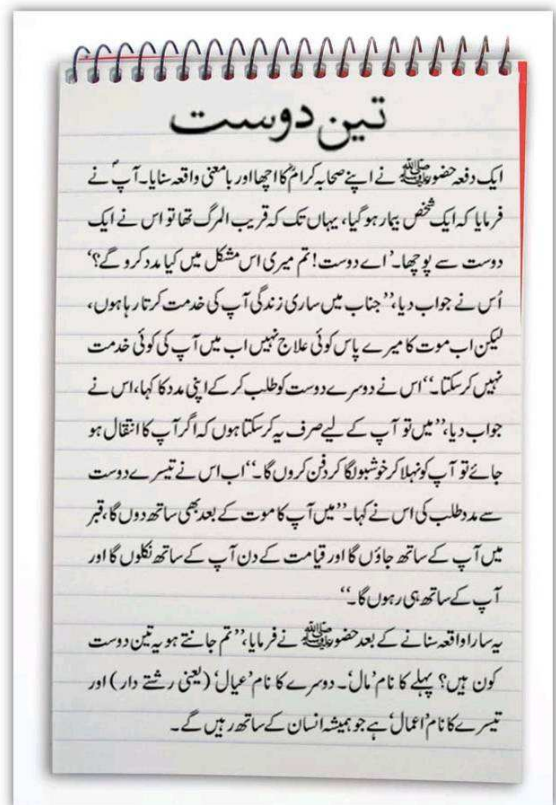 تین دوست
ایک دفعہ حضور ﷺ نے اپنے صحابہ کرامؓ کا اچھا اور بامعنی واقعہ سنایا۔ آپؐ نے
فرمایا کہ ایک شخص بیمار ہوگیا، یہاں تک کہ قریب المرگ تھا تو اس نے ایک
دوست سے پوچھا۔’اے دوست! تم میری اس مشکل میں کیا مدد کرو گے؟‘
اُس نے جواب دیا،’’جناب میں ساری زندگی آپ کی خدمت کرتا رہا ہوں،
لیکن اب موت کا میرے پاس کوئی علاج نہیں اب میں آپ کی کوئی خدمت
نہیں کرسکتا۔‘‘ اس نے دوسرے دوست کو طلب کرکے اپنی مدد کا کہا، اس نے
جواب دیا،’’میں تو آپ کے لیے صرف یہ کرسکتا ہوں کہ اگر آپ کا انتقال ہو
جائے تو آپ کو نہلا کر خوشبو لگا کر دفن کروں گا۔‘‘ اب اس نے تیسرے دوست
سے مدد طلب کی اس نے کہا۔’’میں آپ کا موت کے بعد بھی ساتھ دوں گا، قبر
میں آپ کے ساتھ جاؤں گا اور قیامت کے دن آپ کے ساتھ نکلوں گا اور
آپ کے ساتھ ہی رہوں گا۔‘‘
یہ سارا واقعہ سنانے کے بعد حضور ﷺ نے فرمایا،’’تم جانتے ہو یہ تین دوست
کون ہیں؟ پہلے کا نام ’مال‘۔ دوسرے کا نام ’عیال‘ (یعنی رشتے دار) اور
تیسرے کا نام ’اعمال‘ ہے جو ہمیشہ انسان کے ساتھ رہیں گے۔